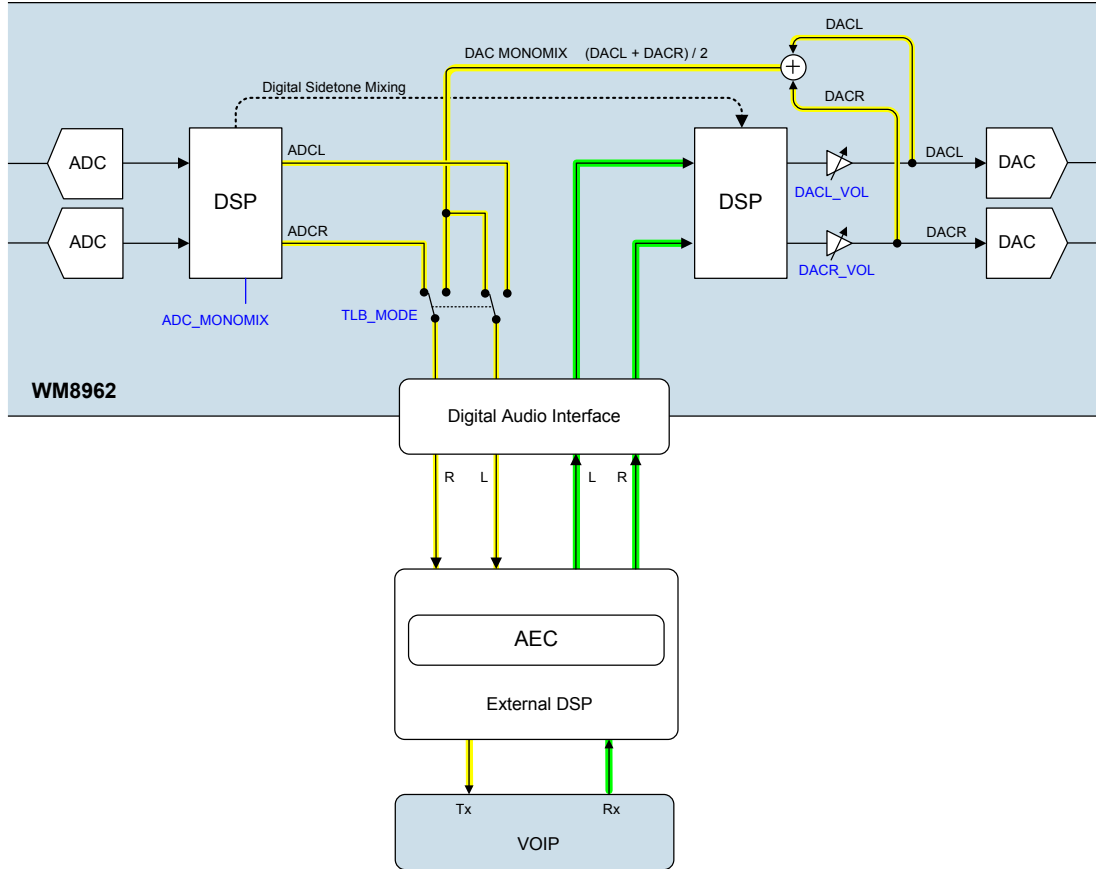 DACL
DAC MONOMIX (DACL + DACR) / 2
+
DACR
Digital Sidetone Mixing
ADC
ADCL
DSP
DSP
DACL
DAC
DACL_VOL
ADC
ADCR
DACR
DAC
DACR_VOL
ADC_MONOMIX
TLB_MODE
WM8962
Digital Audio Interface
R L L R
AEC
External DSP
Tx Rx
VOIP